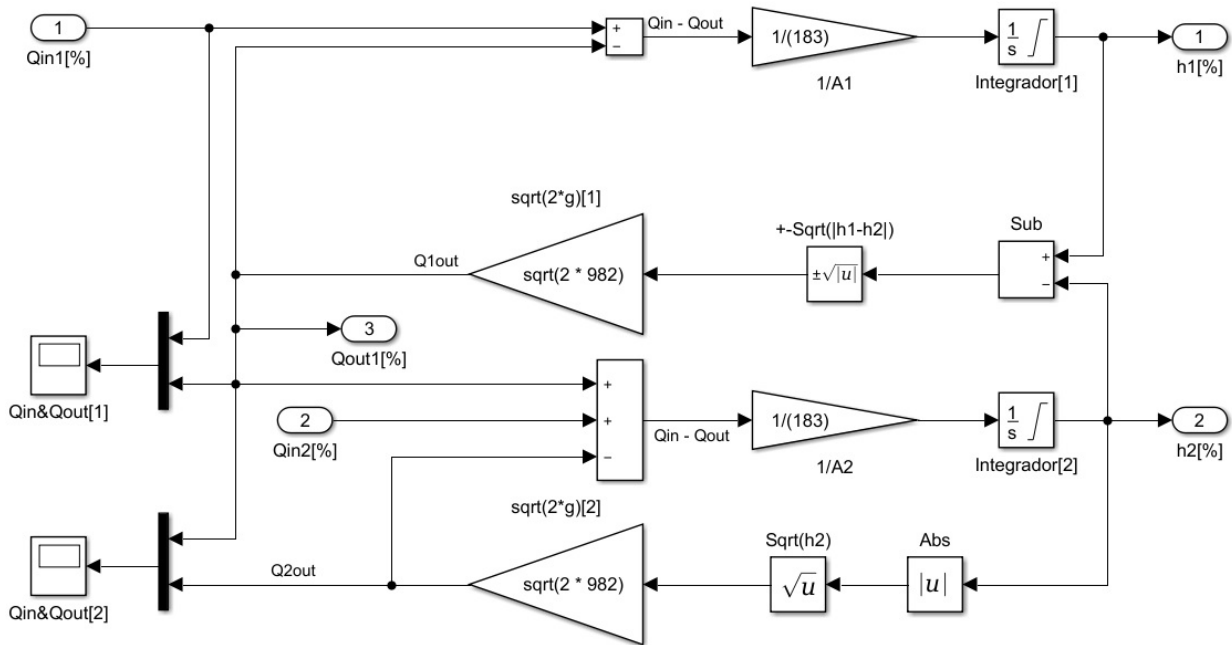 1
Qin1[%]
+
−
Qin - Qout
1/(183)
1/A1
1
s
Integrador[1]
1
h1[%]
sqrt(2*g)[1]
Q1out
sqrt(2 * 982)
+-Sqrt(|h1-h2|)
±√|u|
Sub
+
−
3
Qout1[%]
Qin&Qout[1]
2
Qin2[%]
+
+
−
Qin - Qout
1/(183)
1/A2
1
s
Integrador[2]
2
h2[%]
sqrt(2*g)[2]
Q2out
sqrt(2 * 982)
Sqrt(h2)
√u
Abs
|u|
Qin&Qout[2]